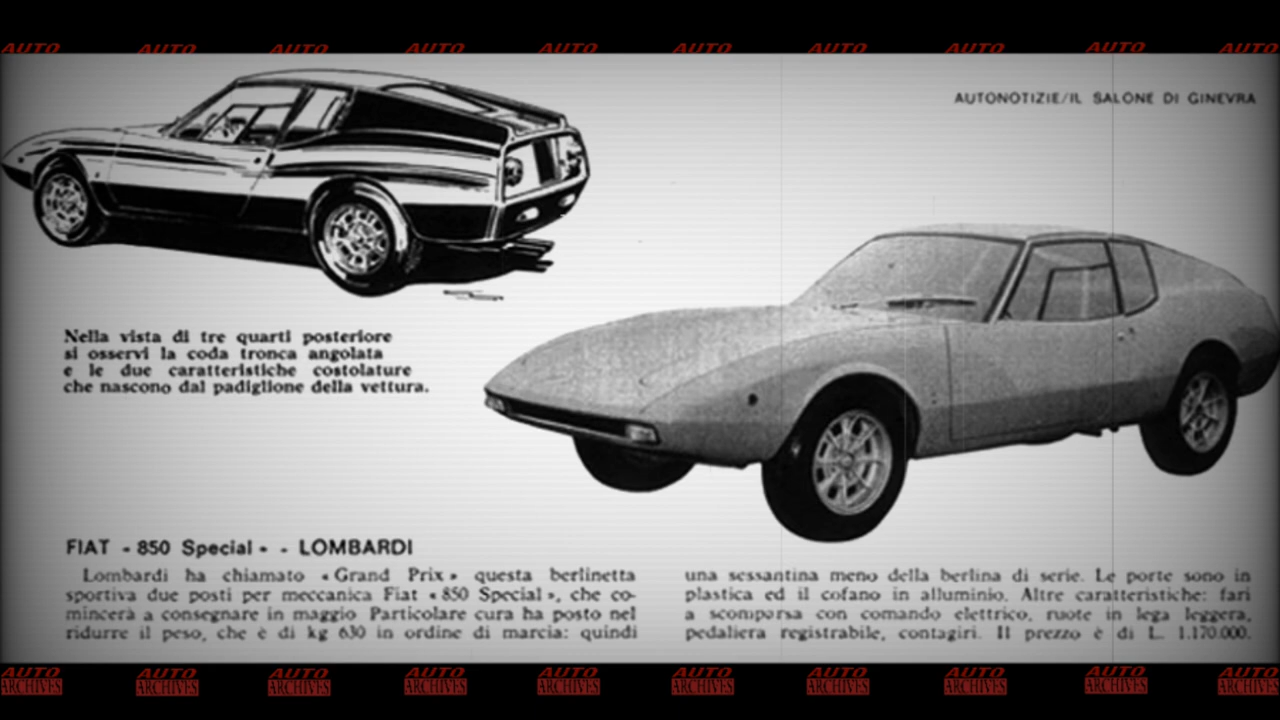 AUTO AUTO AUTO AUTO AUTO AUTO AUTO AUTO AUTO AUTO
AUTONOTIZIE/IL SALONE DI GINEVRA
Nella vista di tre quarti posteriore
si osservi la coda tronca angolata
e le due caratteristiche costolature
che nascono dal padiglione della vettura.
FIAT «850 Special» - LOMBARDI
Lombardi ha chiamato «Grand Prix» questa berlinetta
sportiva due posti per meccanica Fiat «850 Special», che co-
mincerà a consegnare in maggio Particolare cura ha posto nel
ridurre il peso, che è di kg 630 in ordine di marcia: quindi
una sessantina meno della berlina di serie. Le porte sono in
plastica ed il cofano in alluminio. Altre caratteristiche: fari
a scomparsa con comando elettrico, ruote in lega leggera,
pedaliera registrabile, contagiri. Il prezzo è di L. 1.170.000.
AUTO AUTO AUTO AUTO AUTO AUTO AUTO AUTO AUTO AUTO
ARCHIVES ARCHIVES ARCHIVES ARCHIVES ARCHIVES ARCHIVES ARCHIVES ARCHIVES ARCHIVES ARCHIVES